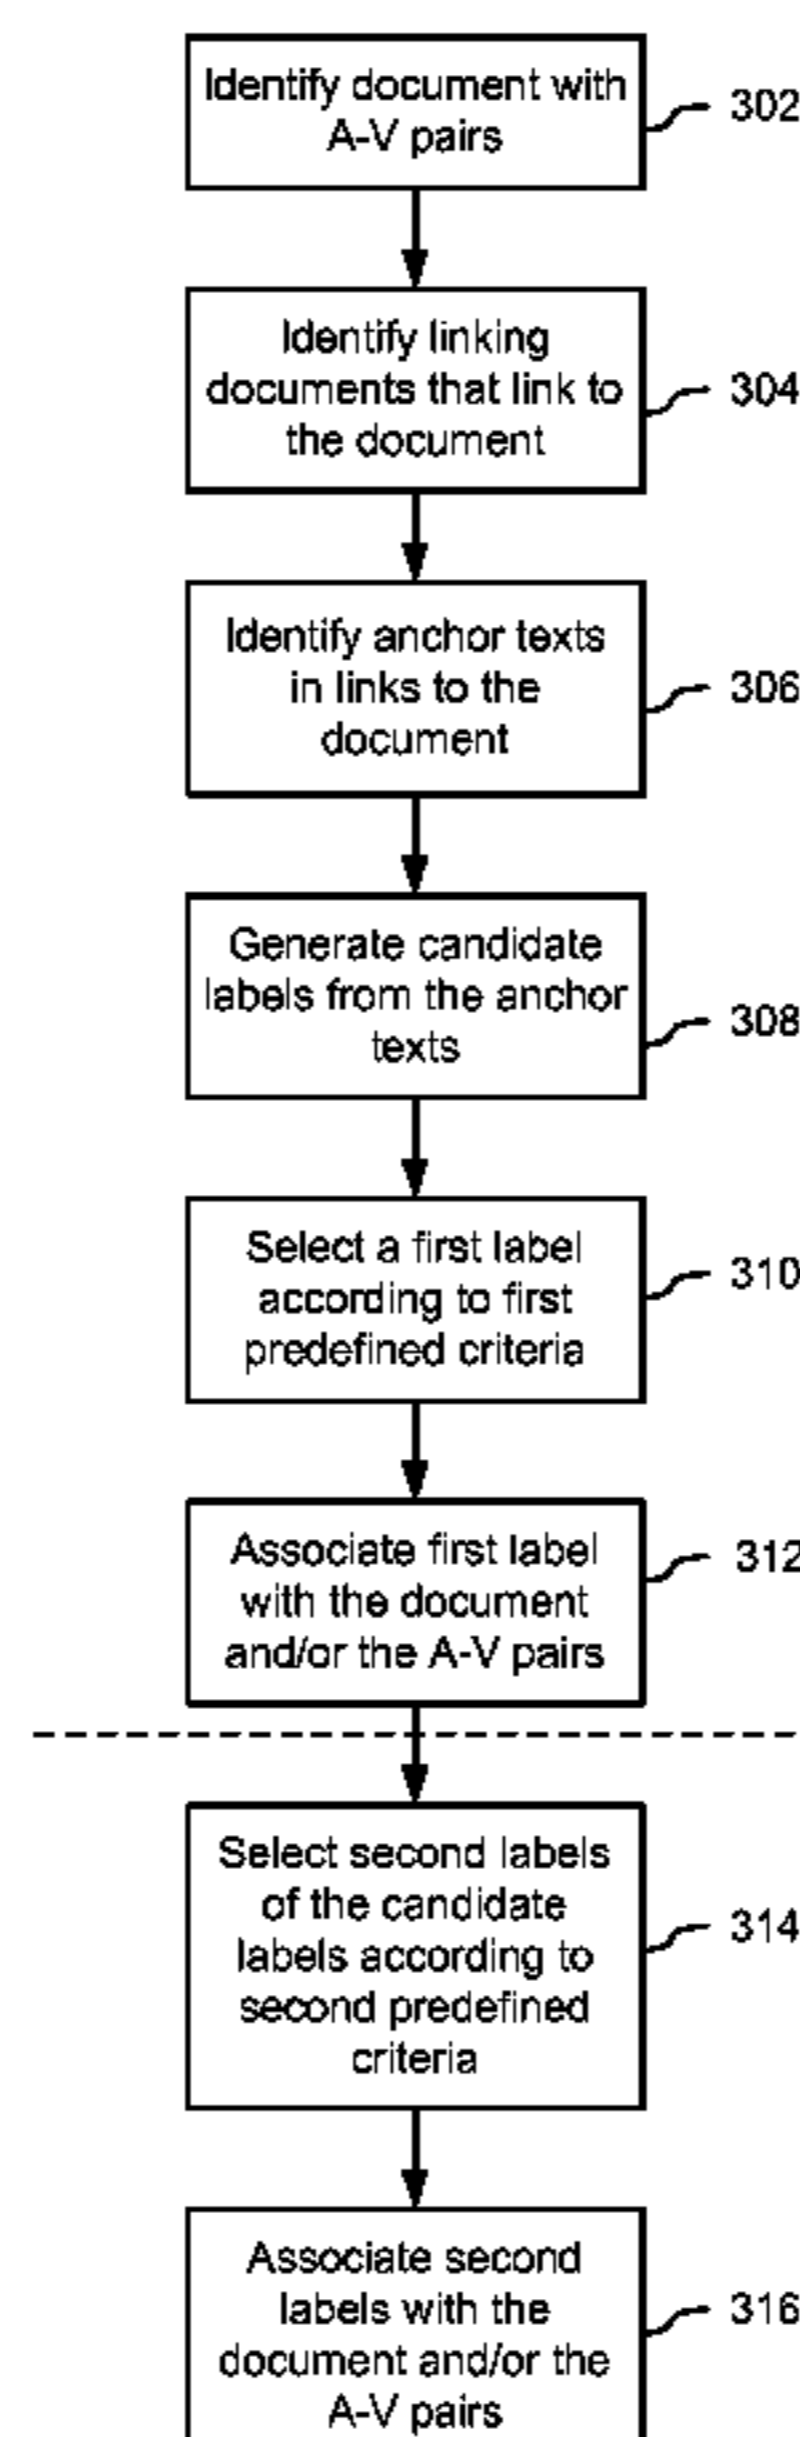 Identify document with
A-V pairs
302
Identify linking
documents that link to
the document
304
Identify anchor texts
in links to the
document
306
Generate candidate
labels from the anchor
texts
308
Select a first label
according to first
predefined criteria
310
Associate first label
with the document
and/or the A-V pairs
312
Select second labels
of the candidate
labels according to
second predefined
criteria
314
Associate second
labels with the
document and/or the
A-V pairs
316